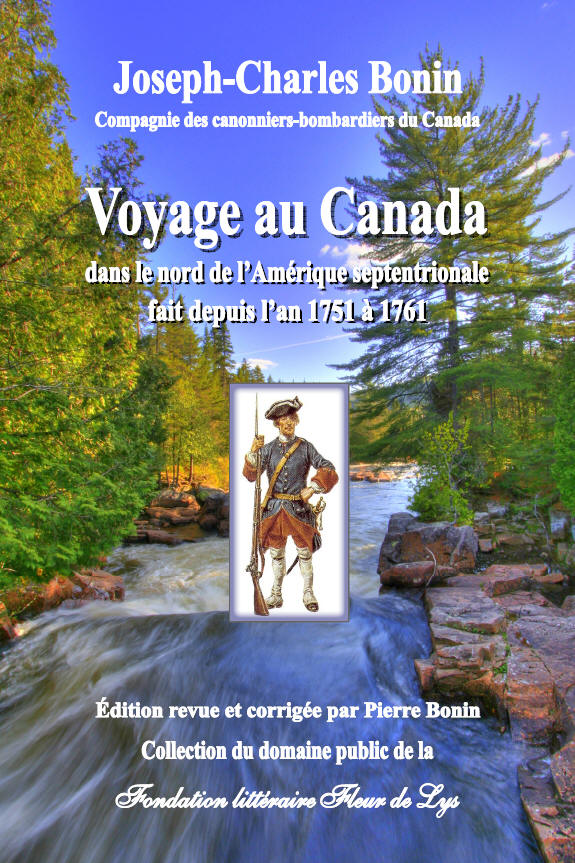 Joseph-Charles Bonin
Compagnie des canonniers-bombardiers du Canada
Voyage au Canada
dans le nord de l'Amérique septentrionale
fait depuis l'an 1751 à 1761
Édition revue et corrigée par Pierre Bonin
Collection du domaine public de la
Fondation littéraire Fleur de Lys